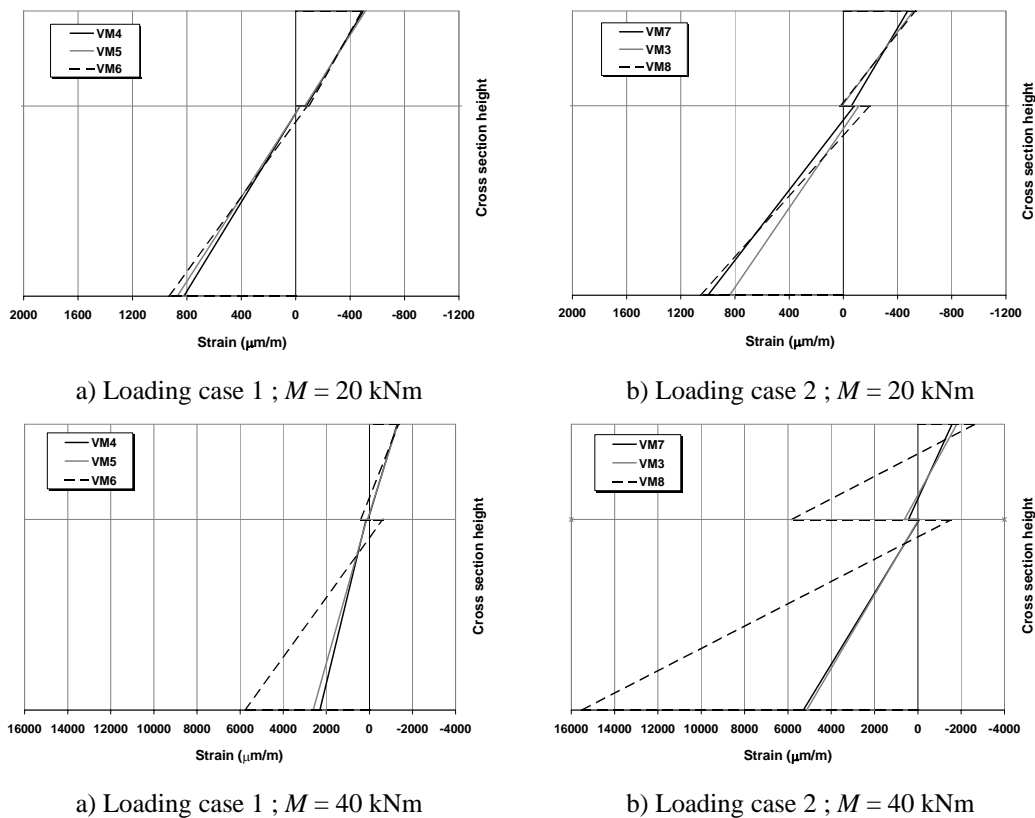 VM4
VM5
VM6
Cross section height
2000 1600 1200 800 400 0 -400 -800 -1200
Strain (μm/m)
a) Loading case 1 ; M = 20 kNm
VM7
VM3
VM8
Cross section height
2000 1600 1200 800 400 0 -400 -800 -1200
Strain (μm/m)
b) Loading case 2 ; M = 20 kNm
VM4
VM5
VM6
Cross section height
16000 14000 12000 10000 8000 6000 4000 2000 0 -2000 -4000
Strain (μm/m)
a) Loading case 1 ; M = 40 kNm
VM7
VM3
VM8
Cross section height
16000 14000 12000 10000 8000 6000 4000 2000 0 -2000 -4000
Strain (μm/m)
b) Loading case 2 ; M = 40 kNm